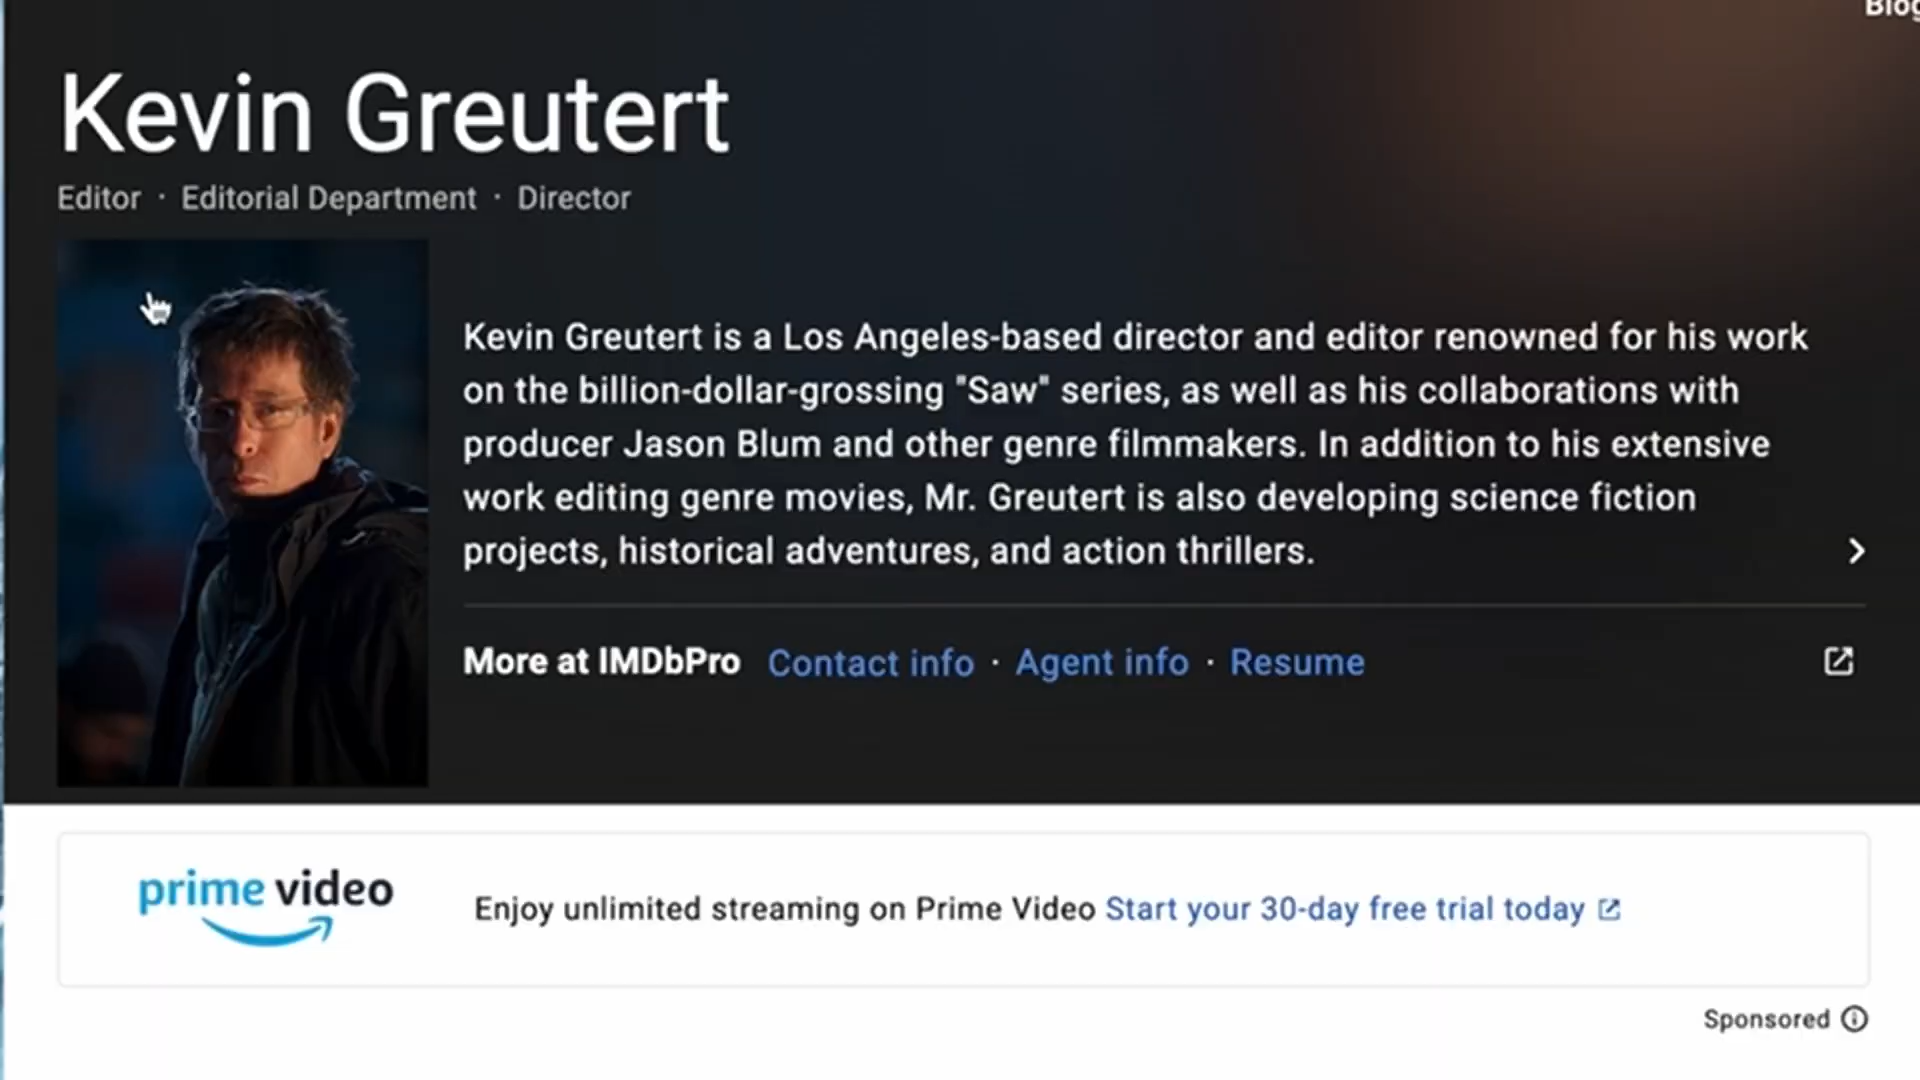 Kevin Greutert
Editor · Editorial Department · Director
Kevin Greutert is a Los Angeles-based director and editor renowned for his work
on the billion-dollar-grossing "Saw" series, as well as his collaborations with
producer Jason Blum and other genre filmmakers. In addition to his extensive
work editing genre movies, Mr. Greutert is also developing science fiction
projects, historical adventures, and action thrillers.
More at IMDbPro Contact info · Agent info · Resume
prime video
Enjoy unlimited streaming on Prime Video Start your 30-day free trial today
Sponsored